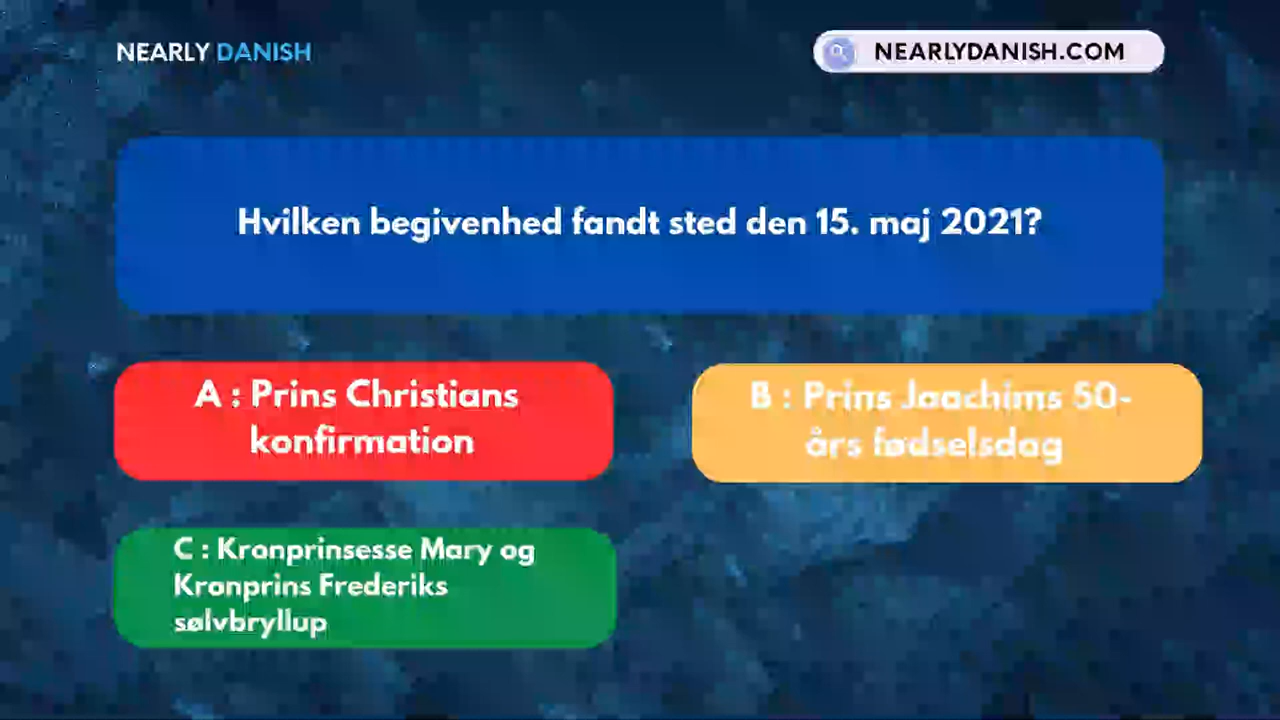 NEARLY DANISH
NEARLYDANISH.COM
Hvilken begivenhed fandt sted den 15. maj 2021?
A : Prins Christians
konfirmation
B : Prins Joachims 50-
års fødselsdag
C : Kronprinsesse Mary og
Kronprins Frederiks
sølvbryllup